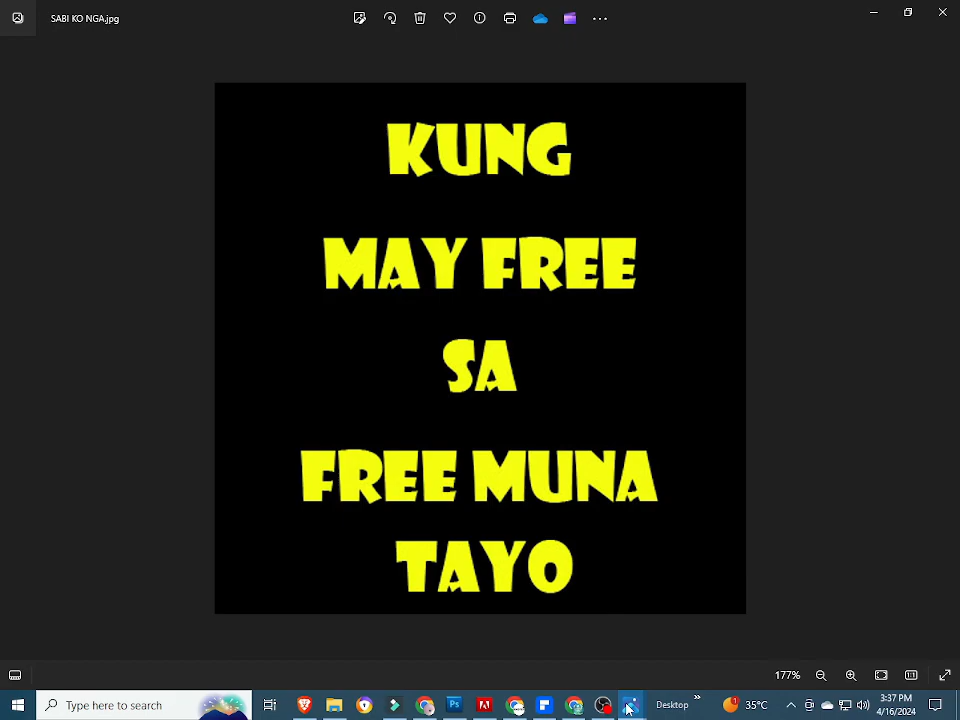 SABI KO NGA.jpg
KUNG
MAY FREE
SA
FREE MUNA
TAYO
177%
Type here to search
Desktop
35°C
3:37 PM
4/16/2024